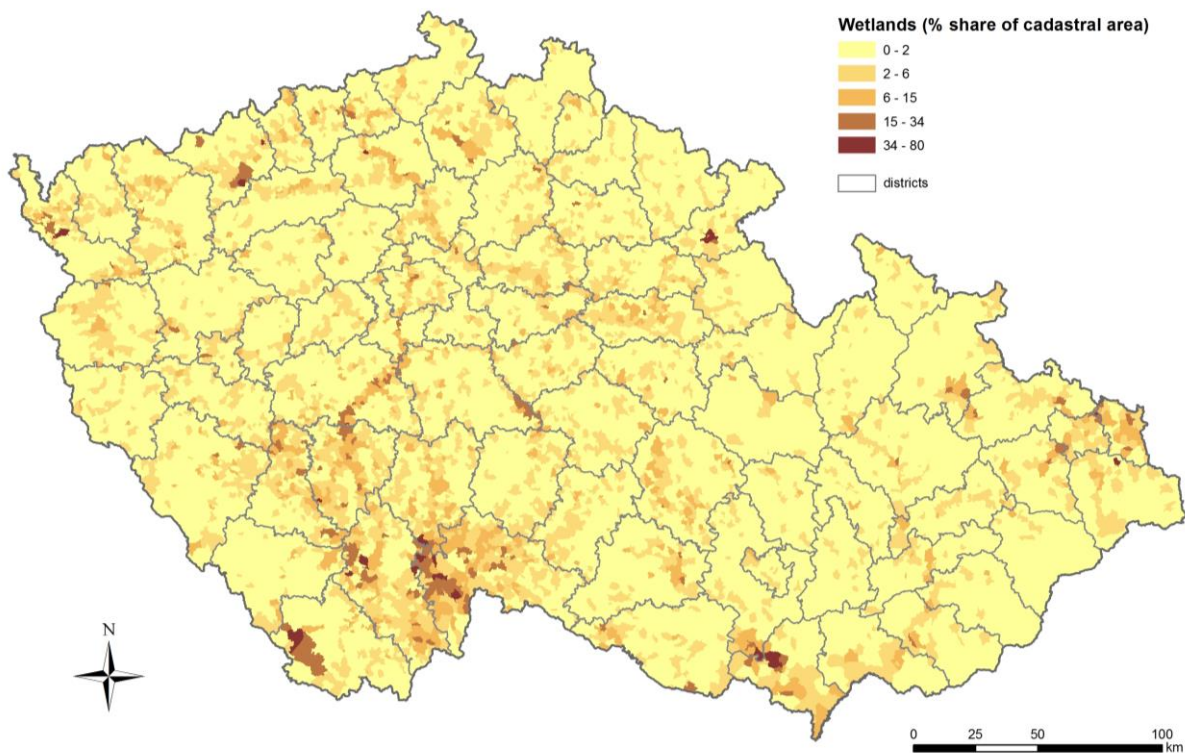 Wetlands (% share of cadastral area)
0 - 2
2 - 6
6 - 15
15 - 34
34 - 80
districts
N
0 25 50 100
km